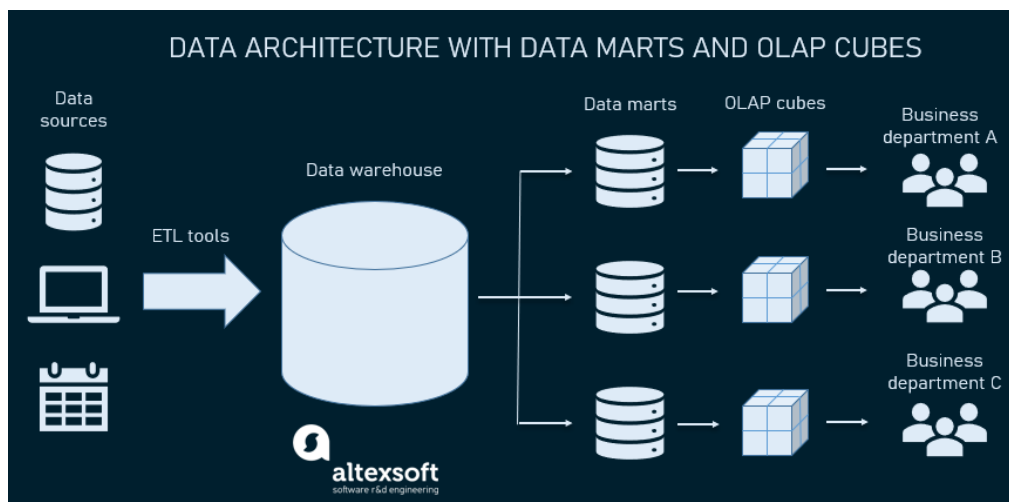 DATA ARCHITECTURE WITH DATA MARTS AND OLAP CUBES
Data
sources
ETL tools
Data warehouse
Data marts
OLAP cubes
Business
department A
Business
department B
Business
department C
altexsoft
software r&d engineering